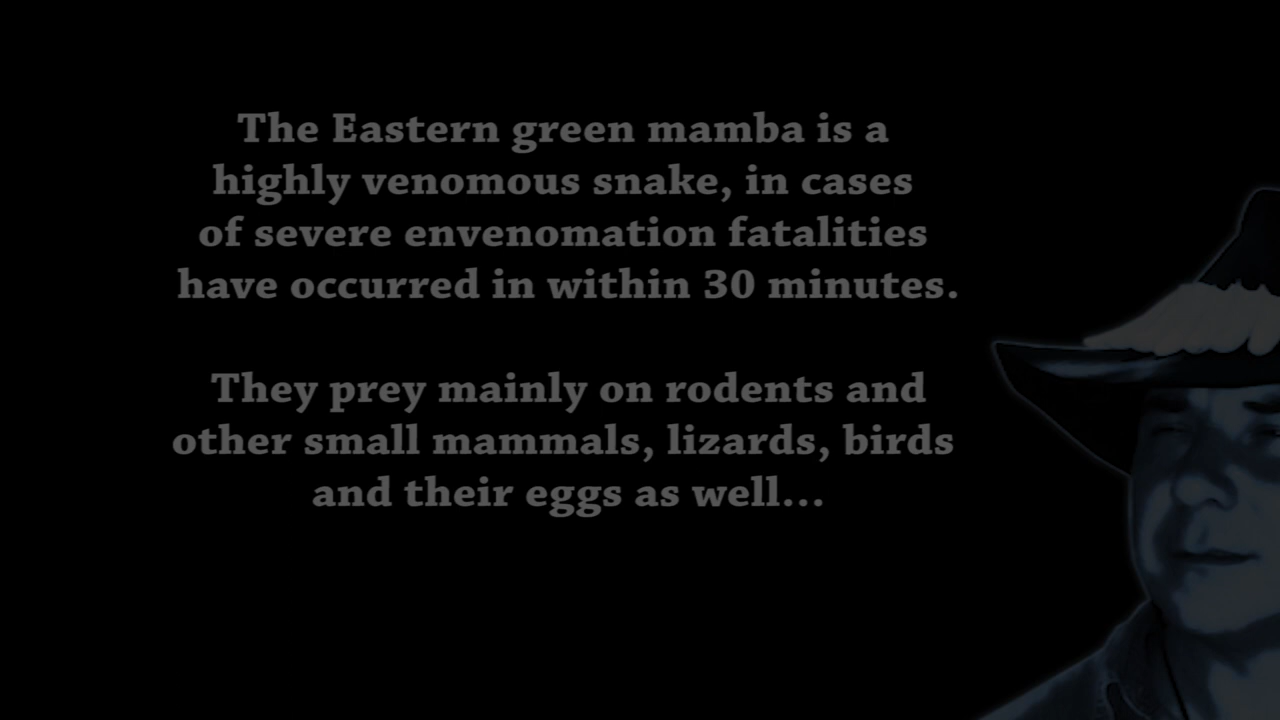 The Eastern green mamba is a
highly venomous snake, in cases
of severe envenomation fatalities
have occurred in within 30 minutes.
They prey mainly on rodents and
other small mammals, lizards, birds
and their eggs as well...